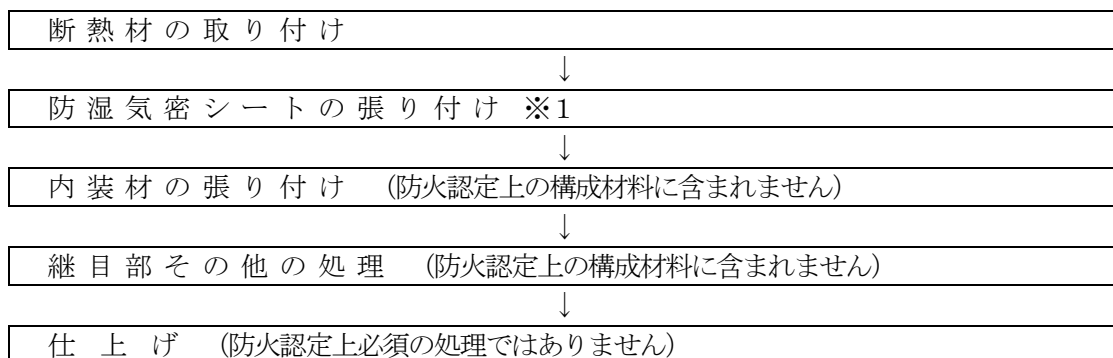 断熱材の取り付け
↓
防湿気密シートの張り付け ※1
↓
内装材の張り付け (防火認定上の構成材料に含まれません)
↓
継目部その他の処理 (防火認定上の構成材料に含まれません)
↓
仕上げ (防火認定上必須の処理ではありません)